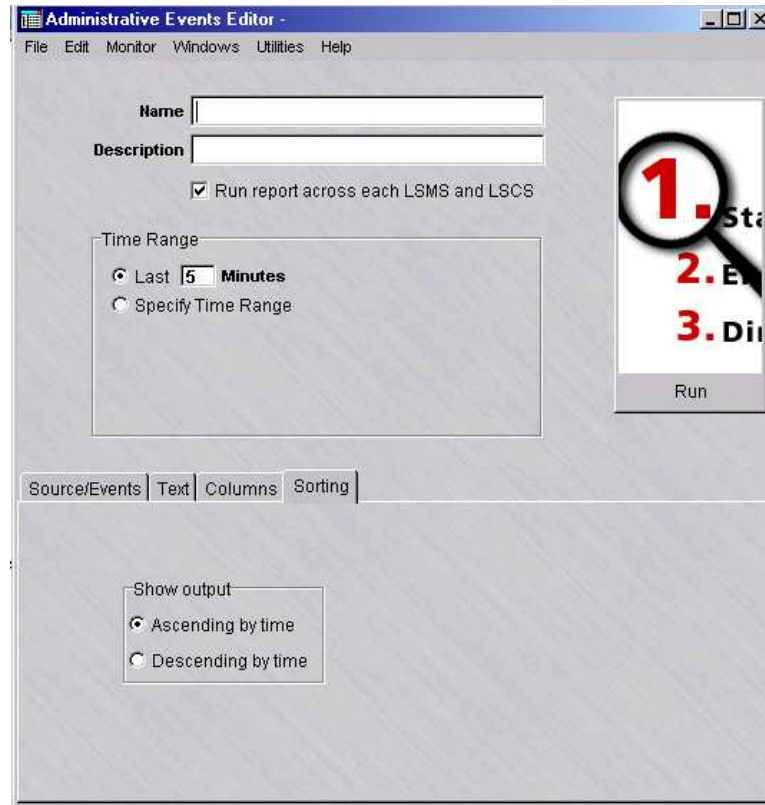 Administrative Events Editor -
File Edit Monitor Windows Utilities Help
Name
Description
Run report across each LSMS and LSCS
Time Range
Last 5 Minutes
Specify Time Range
1. Sta
2.
3. Dir
Run
Source/Events Text Columns Sorting
Show output
Ascending by time
Descending by time